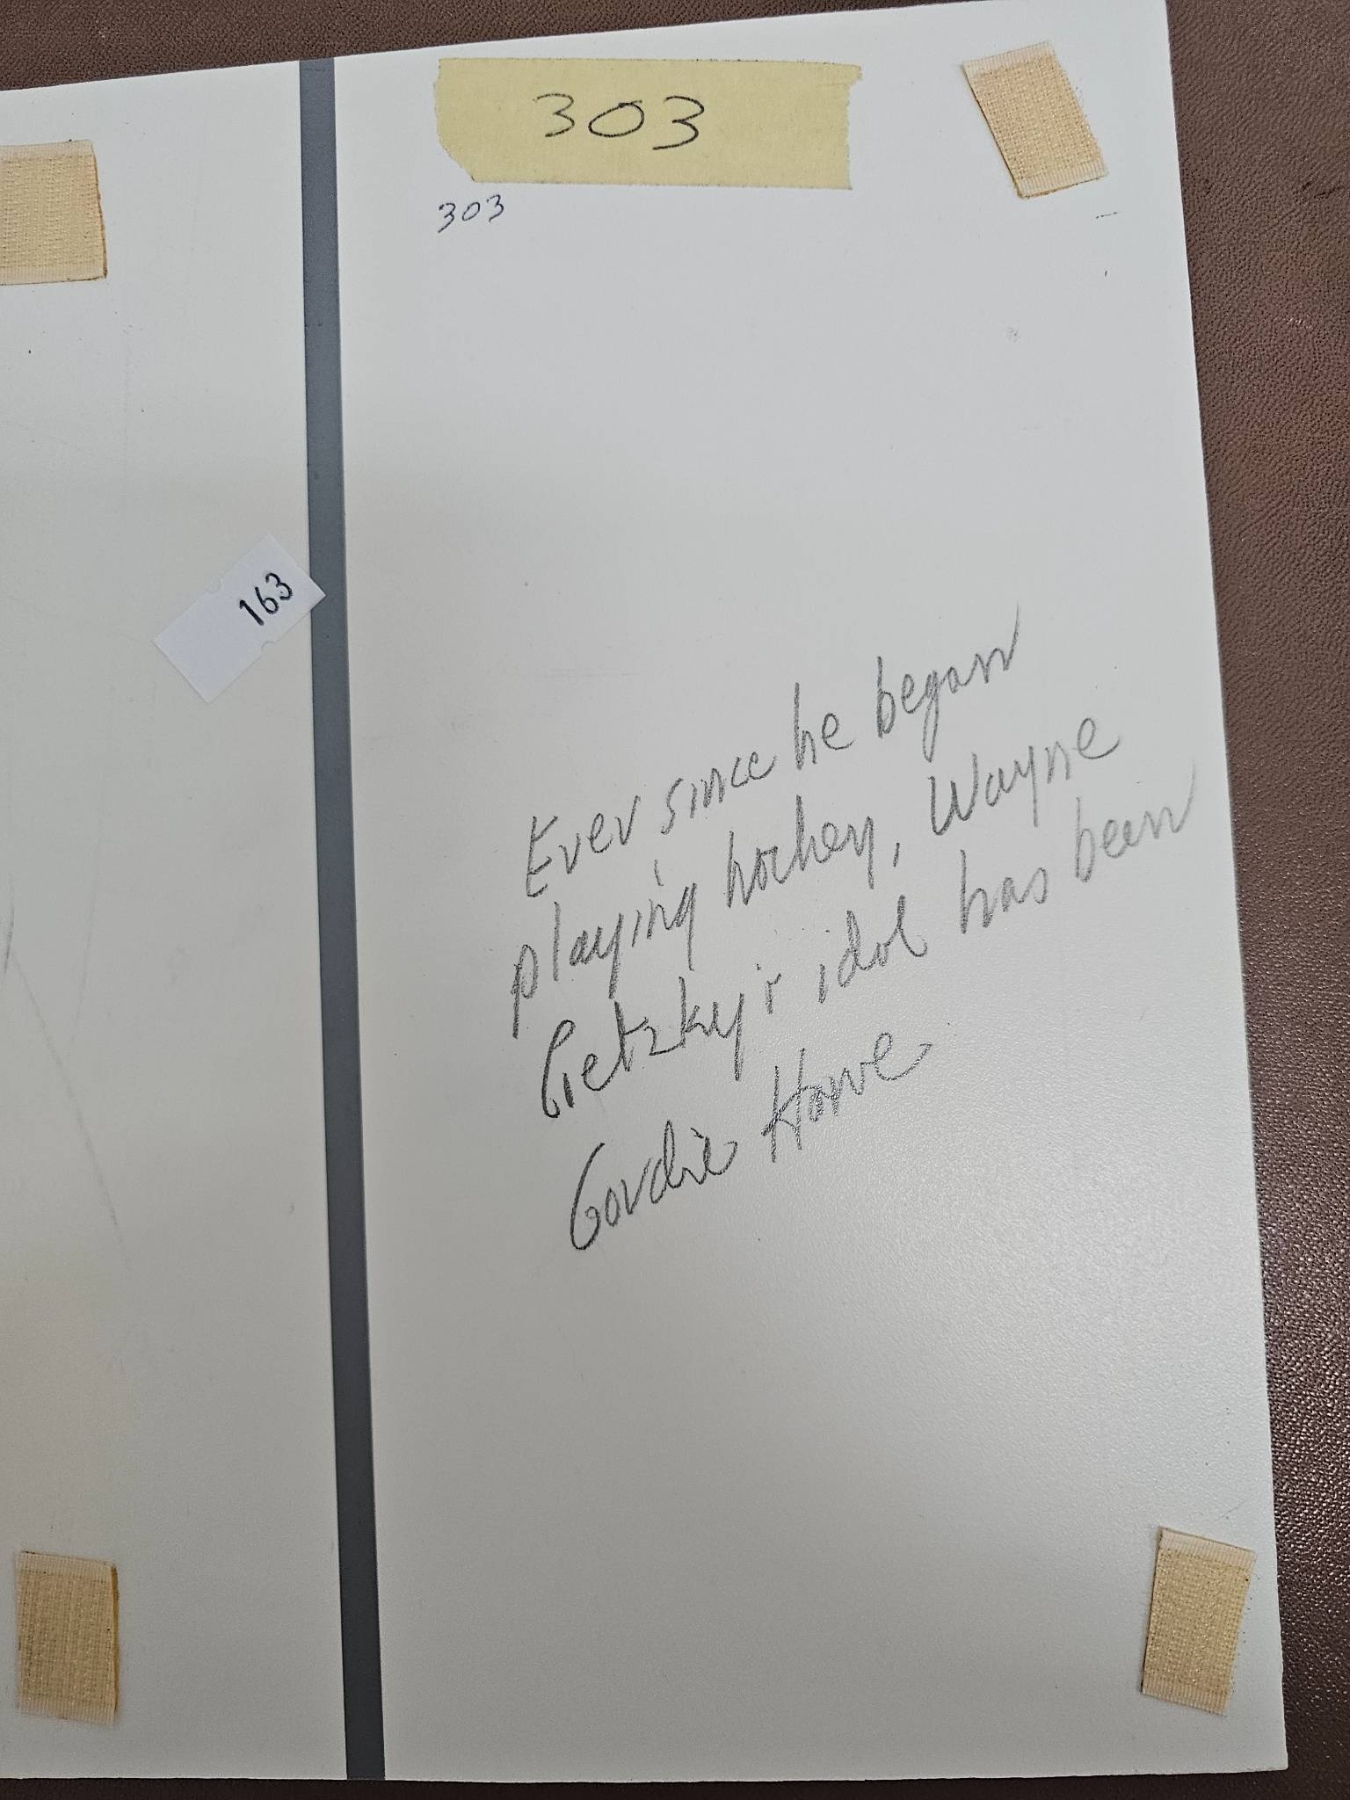 303
303
163
Ever since he began
playing hockey, Wayne
Gretzky's idol has been
Gordie Howe